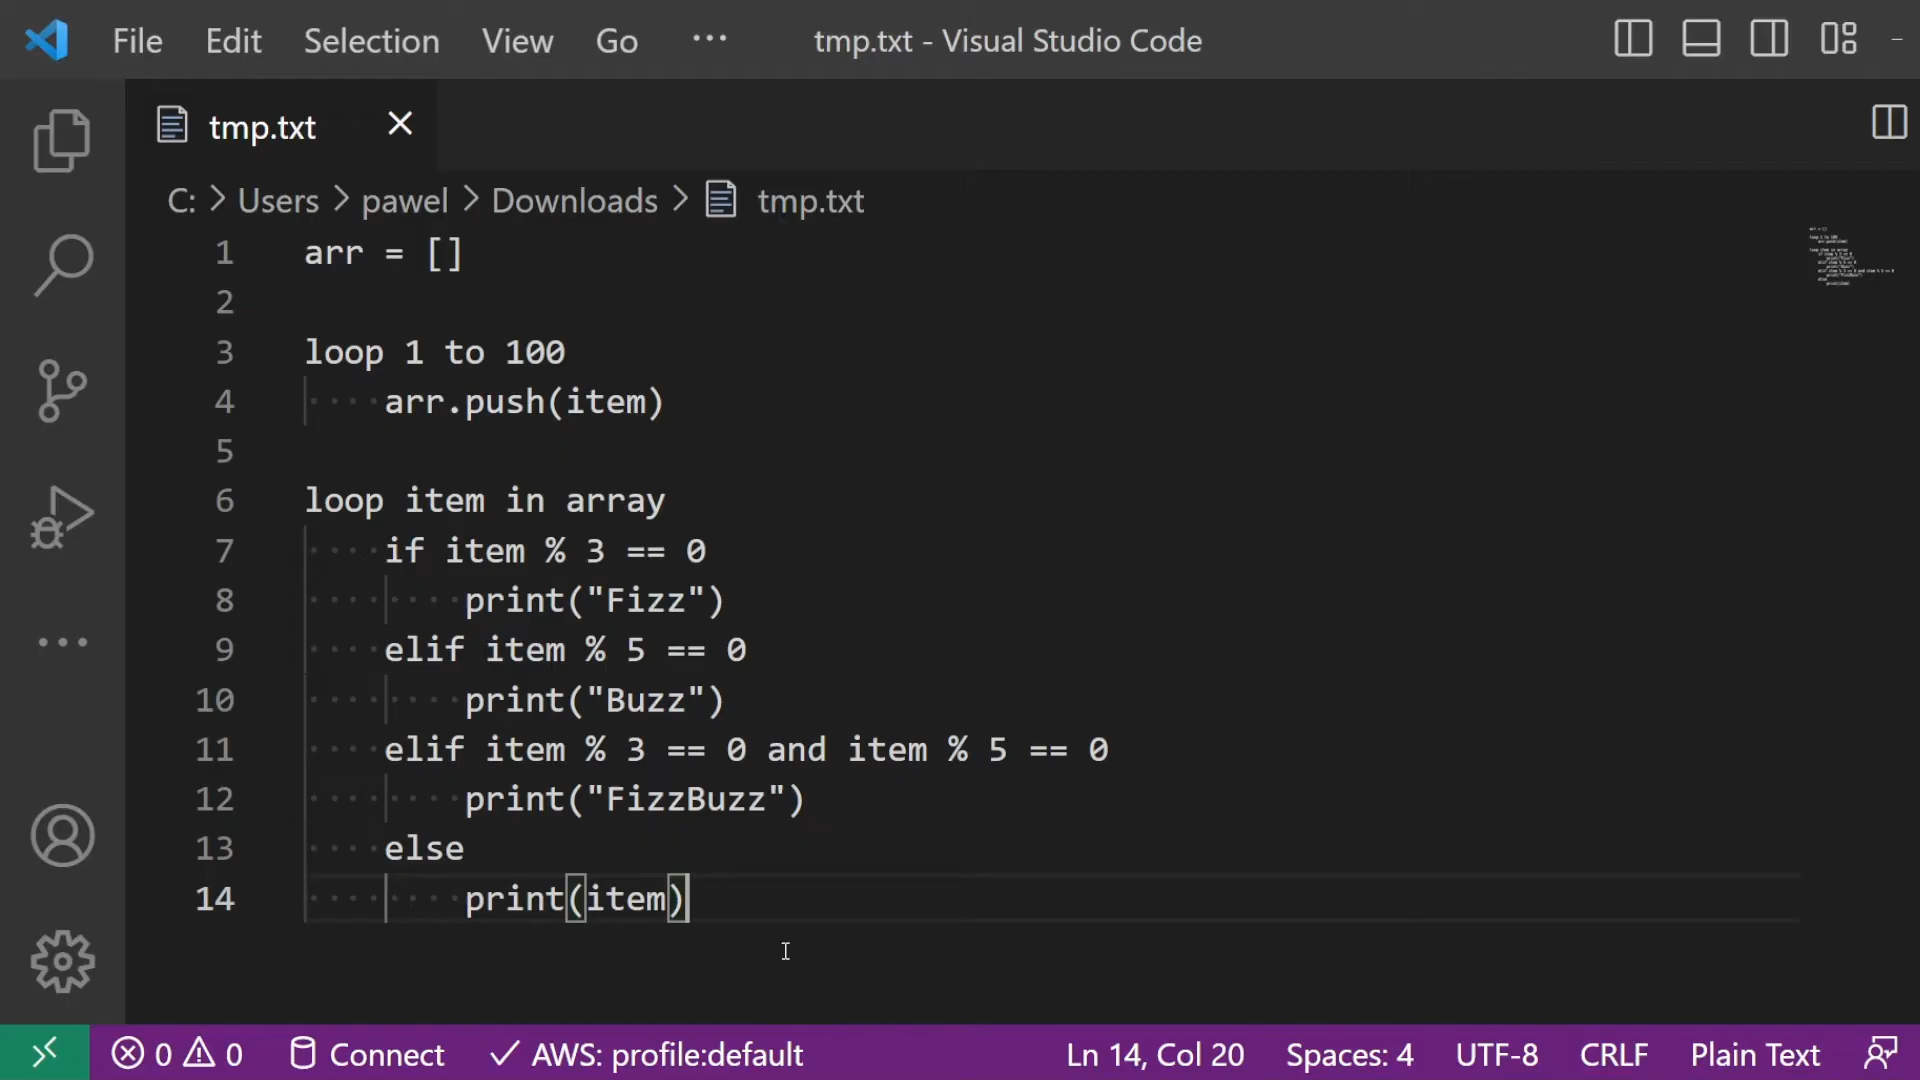 File Edit Selection View Go ··· tmp.txt - Visual Studio Code
tmp.txt
C: > Users > pawel > Downloads > tmp.txt
1 arr = []
2
3 loop 1 to 100
4 arr.push(item)
5
6 loop item in array
7 if item % 3 == 0
8 print("Fizz")
9 elif item % 5 == 0
10 print("Buzz")
11 elif item % 3 == 0 and item % 5 == 0
12 print("FizzBuzz")
13 else
14 print(item)
0 0 Connect AWS: profile:default Ln 14, Col 20 Spaces: 4 UTF-8 CRLF Plain Text